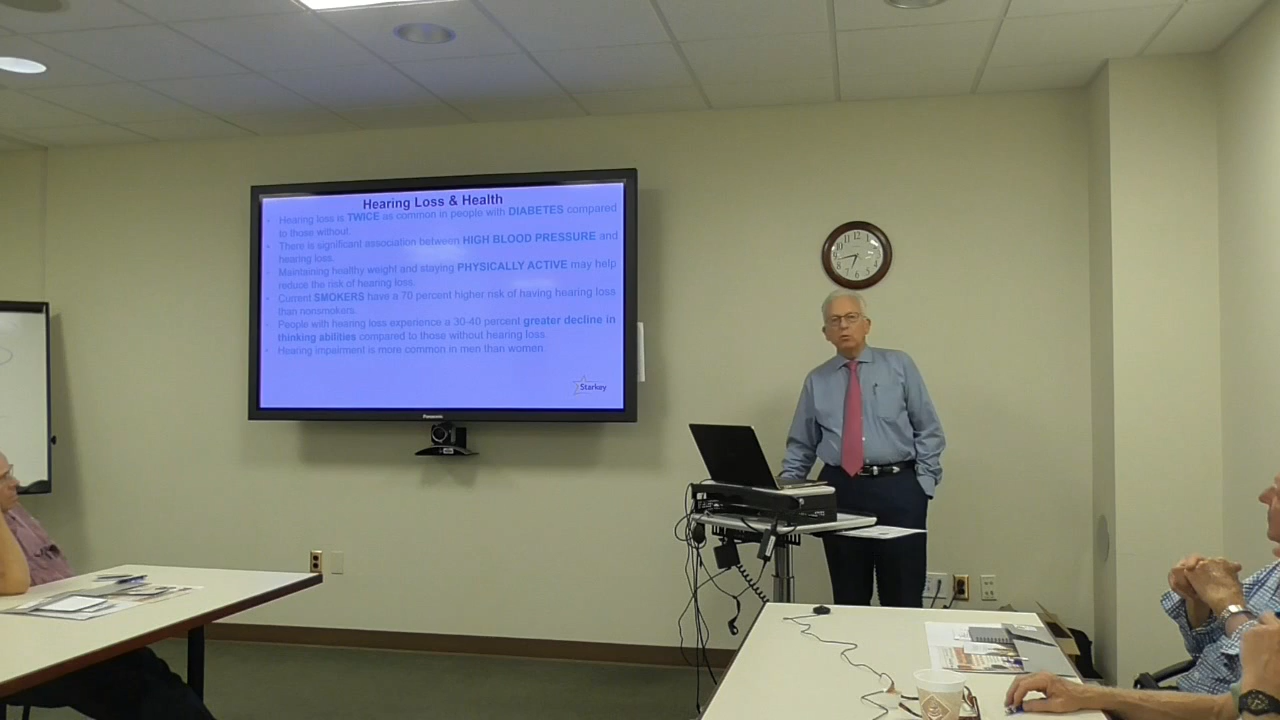 Hearing Loss & Health
Hearing loss is TWICE as common in people with DIABETES compared
to those without.
There is significant association between HIGH BLOOD PRESSURE and
hearing loss.
Maintaining healthy weight and staying PHYSICALLY ACTIVE may help
reduce the risk of hearing loss.
Current SMOKERS have a 70 percent higher risk of having hearing loss
than nonsmokers.
People with hearing loss experience a 30-40 percent greater decline in
thinking abilities compared to those without hearing loss.
Hearing impairment is more common in men than women.
Starkey
Panasonic